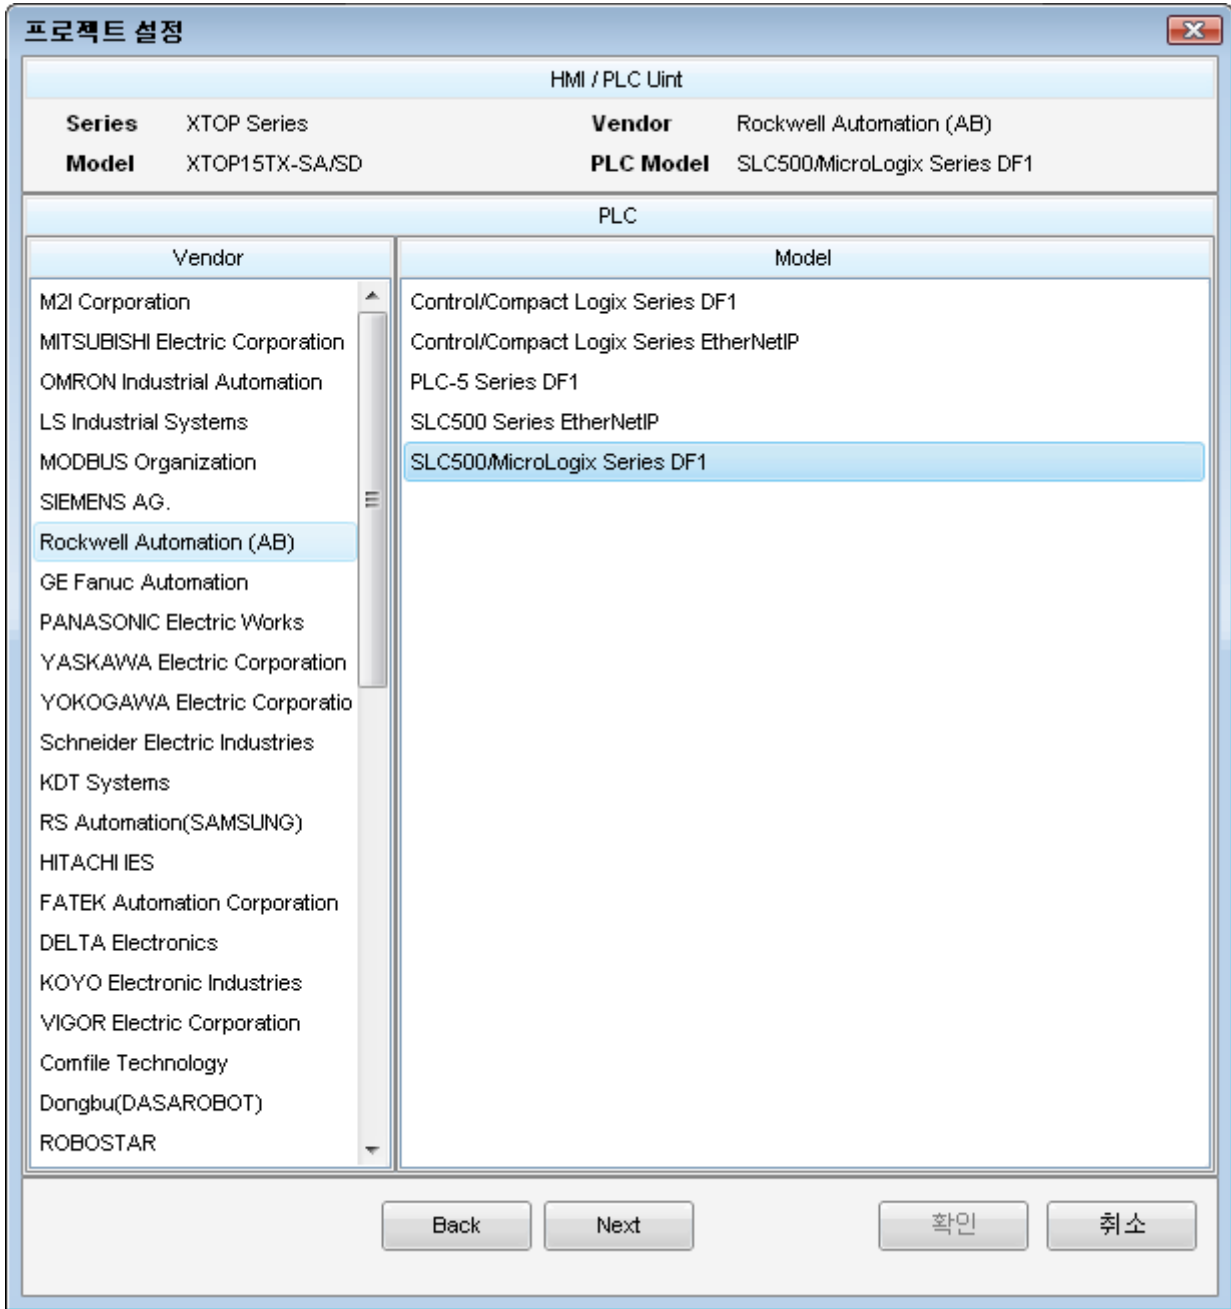 프로젝트 설정
HMI / PLC Uint
Series XTOP Series Vendor Rockwell Automation (AB)
Model XTOP15TX-SA/SD PLC Model SLC500/MicroLogix Series DF1
PLC
Vendor
M2I Corporation
MITSUBISHI Electric Corporation
OMRON Industrial Automation
LS Industrial Systems
MODBUS Organization
SIEMENS AG.
Rockwell Automation (AB)
GE Fanuc Automation
PANASONIC Electric Works
YASKAWA Electric Corporation
YOKOGAWA Electric Corporatio
Schneider Electric Industries
KDT Systems
RS Automation(SAMSUNG)
HITACHI IES
FATEK Automation Corporation
DELTA Electronics
KOYO Electronic Industries
VIGOR Electric Corporation
Comfile Technology
Dongbu(DASAROBOT)
ROBOSTAR
Model
Control/Compact Logix Series DF1
Control/Compact Logix Series EtherNetIP
PLC-5 Series DF1
SLC500 Series EtherNetIP
SLC500/MicroLogix Series DF1
Back Next 확인 취소